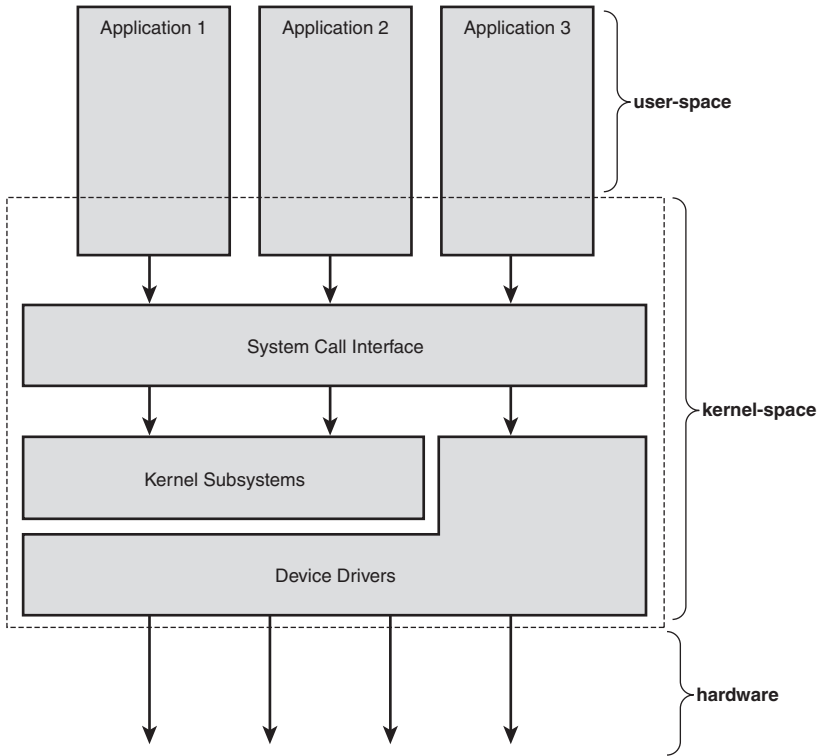 Application 1
Application 2
Application 3
user-space
System Call Interface
kernel-space
Kernel Subsystems
Device Drivers
hardware